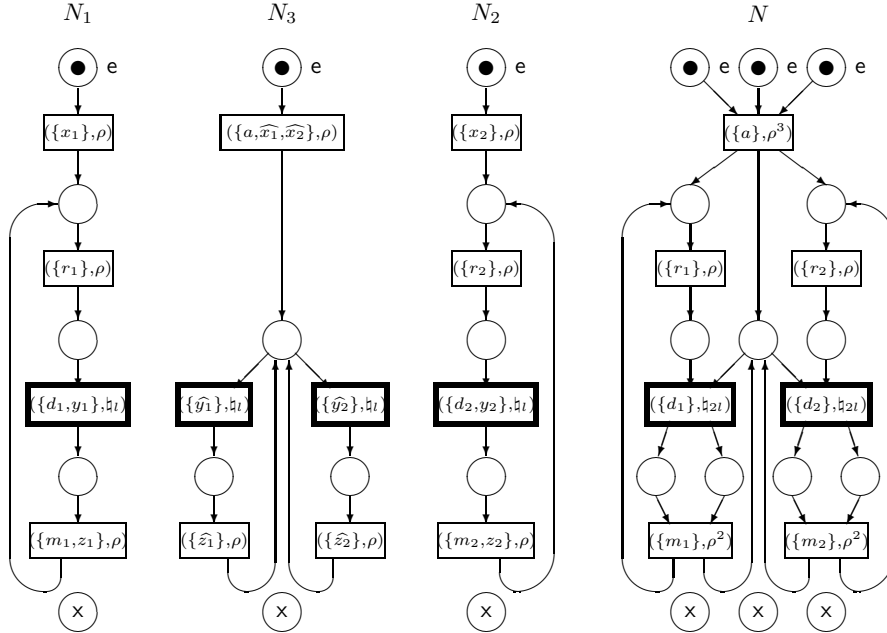 N₁ N₃ N₂ N
e e e e e e
({x₁},ρ) ({a,x̂₁,x̂₂},ρ) ({x₂},ρ) ({a},ρ³)
({r₁},ρ) ({r₂},ρ) ({r₁},ρ) ({r₂},ρ)
({d₁,y₁},♮ₗ) ({ŷ₁},♮ₗ) ({ŷ₂},♮ₗ) ({d₂,y₂},♮ₗ) ({d₁},♮₂ₗ) ({d₂},♮₂ₗ)
({m₁,z₁},ρ) ({ẑ₁},ρ) ({ẑ₂},ρ) ({m₂,z₂},ρ) ({m₁},ρ²) ({m₂},ρ²)
x x x x x x